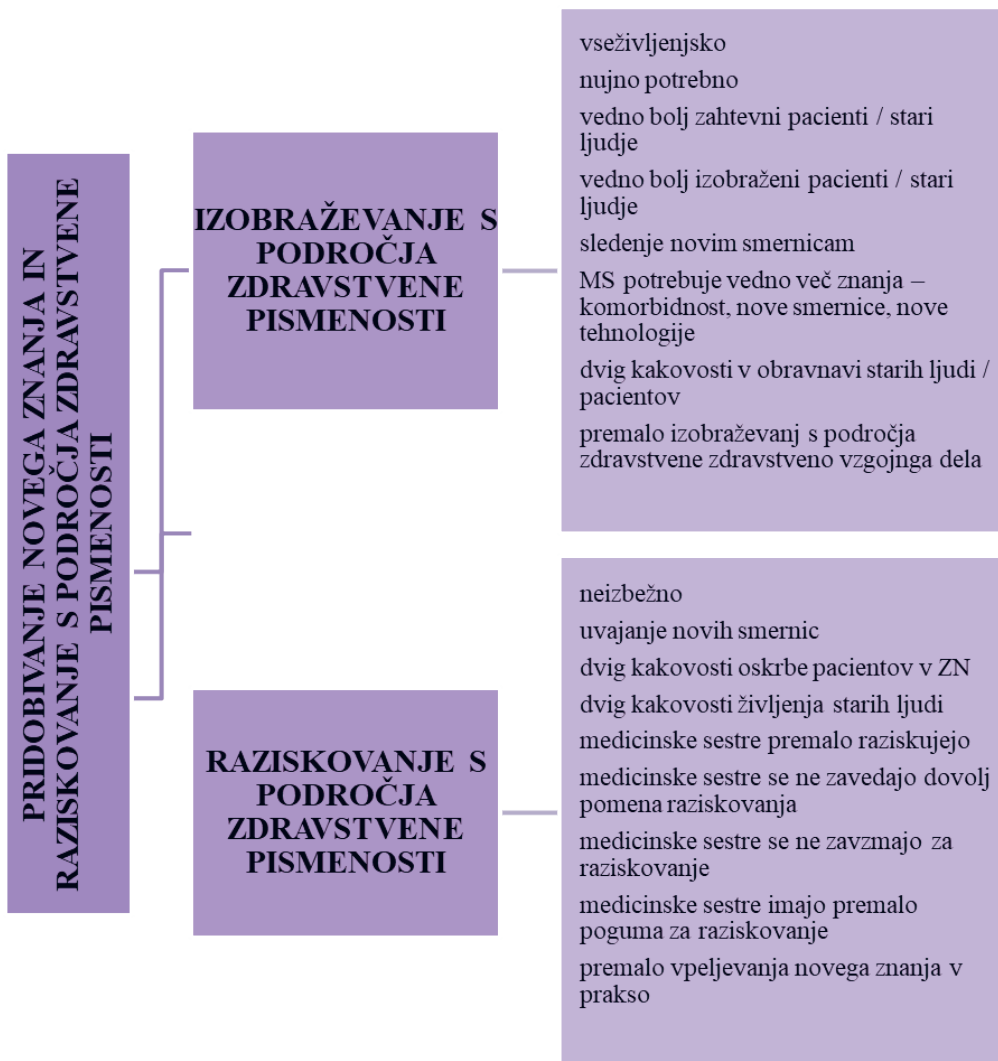 PRIDOBIVANJE NOVEGA ZNANJA IN
RAZISKOVANJE S PODROČJA ZDRAVSTVENE
PISMENOSTI
IZOBRAŽEVANJE S
PODROČJA
ZDRAVSTVENE
PISMENOSTI
vseživljenjsko
nujno potrebno
vedno bolj zahtevni pacienti / stari
ljudje
vedno bolj izobraženi pacienti / stari
ljudje
sledenje novim smernicam
MS potrebuje vedno več znanja –
komorbidnost, nove smernice, nove
tehnologije
dvig kakovosti v obravnavi starih ljudi /
pacientov
premalo izobraževanj s področja
zdravstvene zdravstveno vzgojnga dela
RAZISKOVANJE S
PODROČJA
ZDRAVSTVENE
PISMENOSTI
neizbežno
uvajanje novih smernic
dvig kakovosti oskrbe pacientov v ZN
dvig kakovosti življenja starih ljudi
medicinske sestre premalo raziskujejo
medicinske sestre se ne zavedajo dovolj
pomena raziskovanja
medicinske sestre se ne zavzmajo za
raziskovanje
medicinske sestre imajo premalo
poguma za raziskovanje
premalo vpeljevanja novega znanja v
prakso